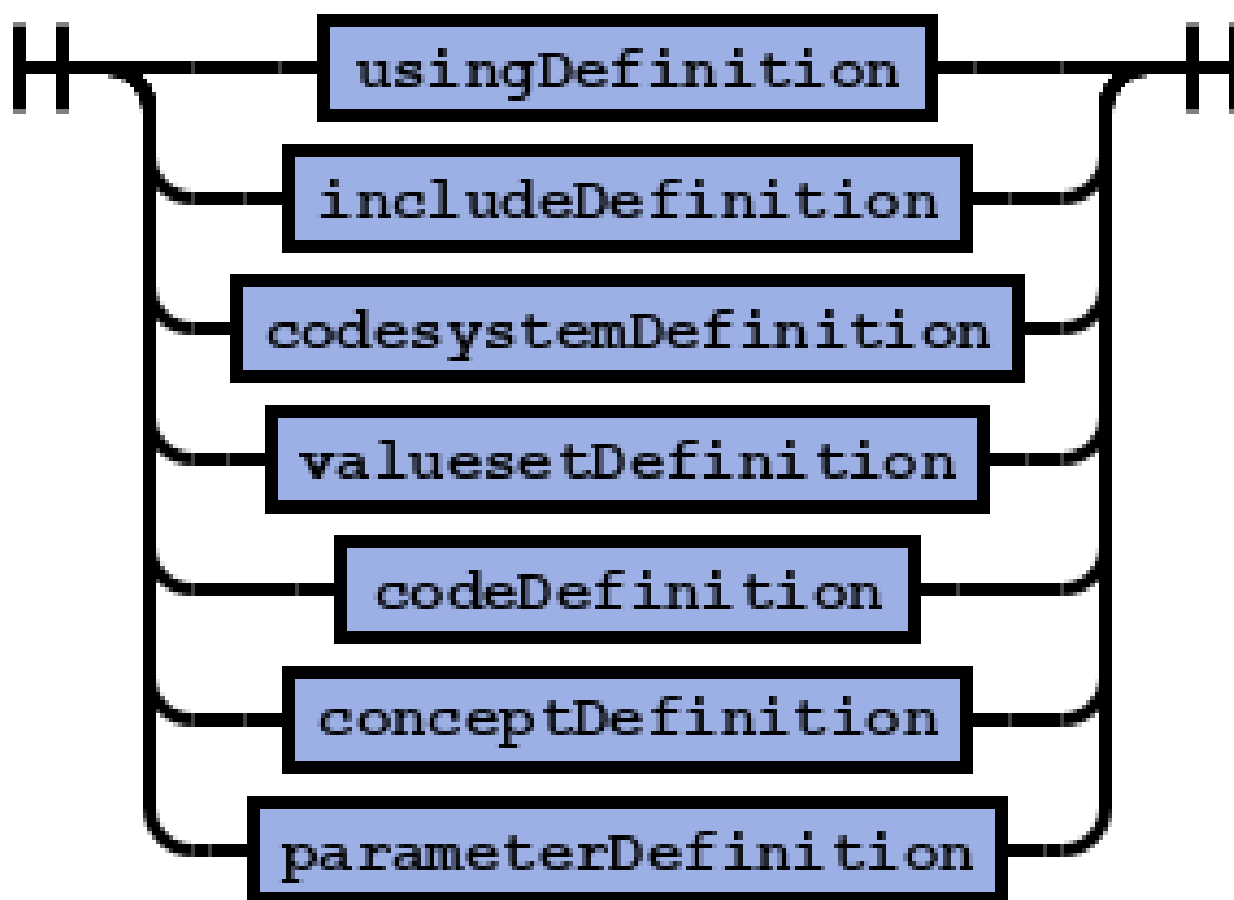 usingDefinition
includeDefinition
codesystemDefinition
valuesetDefinition
codeDefinition
conceptDefinition
parameterDefinition